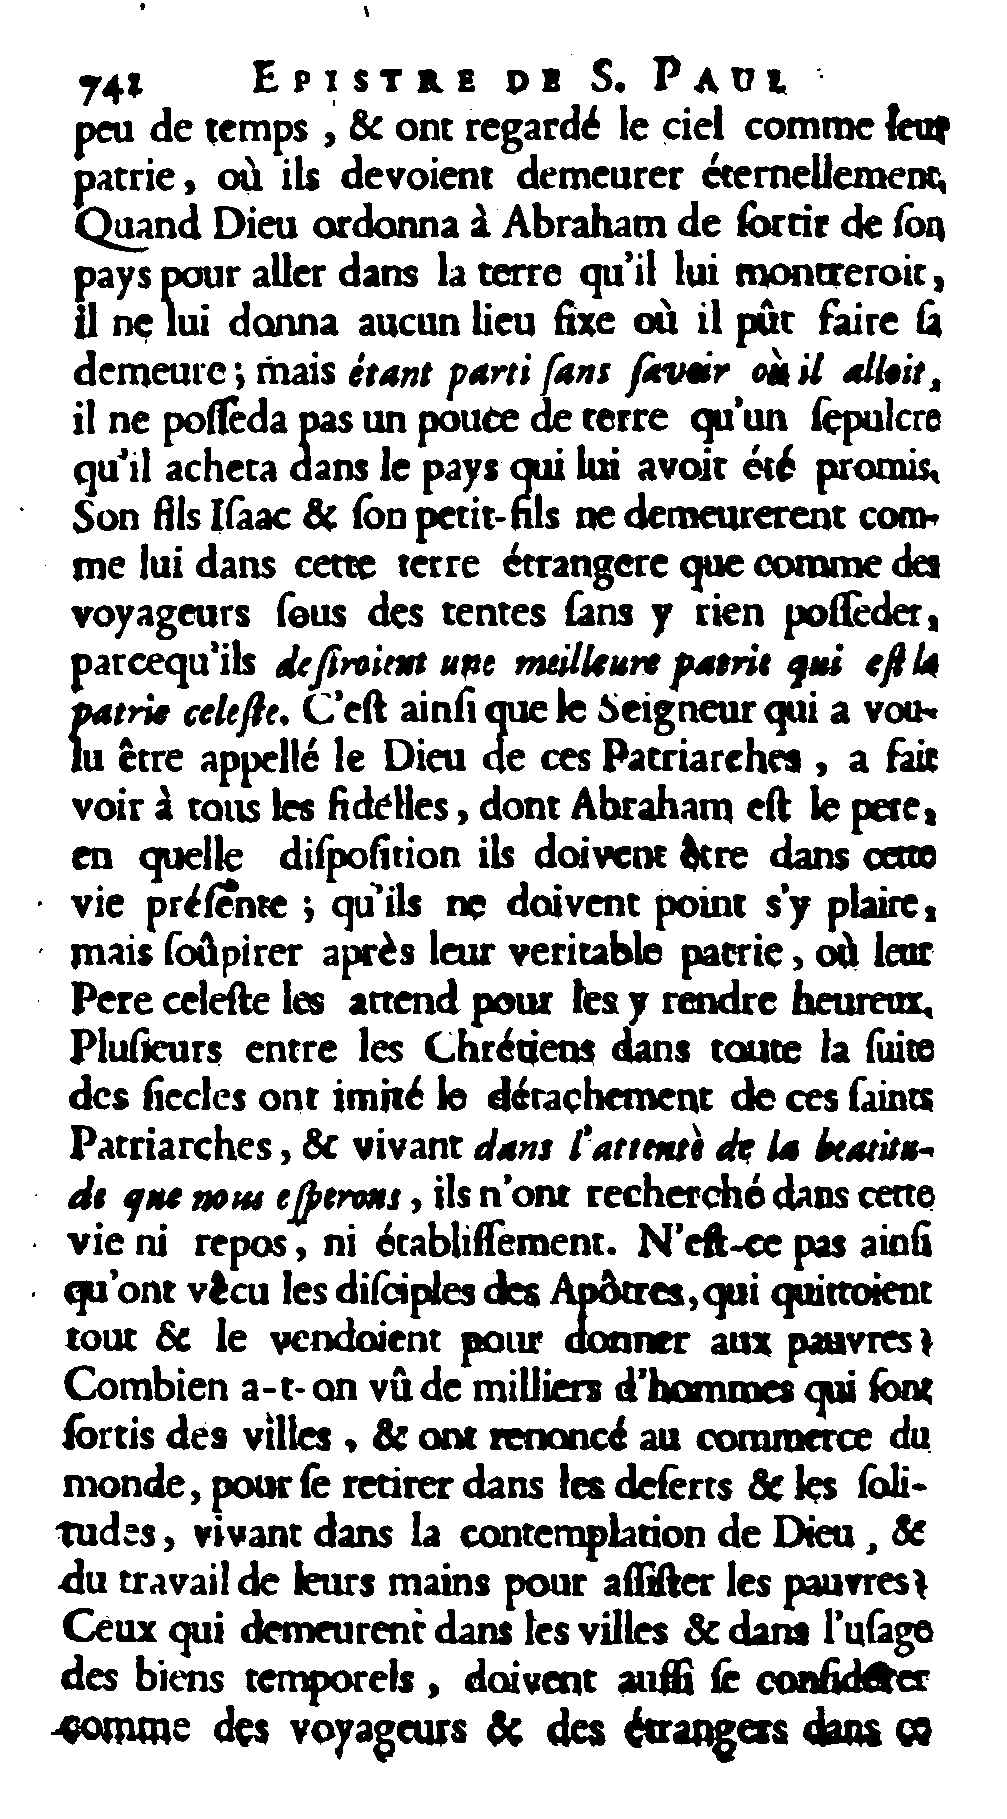 742 EPISTRE DE S. PAUL
peu de temps, & ont regardé le ciel comme leur
patrie, où ils devoient demeurer éternellement.
Quand Dieu ordonna à Abraham de ſortir de ſon
pays pour aller dans la terre qu'il lui montreroit,
il ne lui donna aucun lieu fixe où il pût faire ſa
demeure; mais étant parti ſans ſavoir où il alloit,
il ne poſſeda pas un pouce de terre qu'un ſepulcre
qu'il acheta dans le pays qui lui avoit été promis.
Son fils Iſaac & ſon petit-fils ne demeurerent com-
me lui dans cette terre étrangere que comme des
voyageurs ſous des tentes ſans y rien poſſeder,
parcequ'ils deſiroient une meilleure patrie qui eſt la
patrie celeſte. C'eſt ainſi que le Seigneur qui a vou-
lu être appellé le Dieu de ces Patriarches, a fait
voir à tous les fidélles, dont Abraham eſt le pere,
en quelle diſpoſition ils doivent être dans cette
vie préſente; qu'ils ne doivent point s'y plaire,
mais ſoûpirer après leur veritable patrie, où leur
Pere celeſte les attend pour les y rendre heureux.
Pluſieurs entre les Chrétiens dans toute la ſuite
des ſiecles ont imité le détachement de ces ſaints
Patriarches, & vivant dans l'attente de la beatitu-
de que nous eſperons, ils n'ont recherché dans cette
vie ni repos, ni établiſſement. N'eſt-ce pas ainſi
qu'ont vêcu les diſciples des Apôtres, qui quittoient
tout & le vendoient pour donner aux pauvres?
Combien a-t-on vû de milliers d'hommes qui ſont
ſortis des villes, & ont renoncé au commerce du
monde, pour ſe retirer dans les deſerts & les ſoli-
tudes, vivant dans la contemplation de Dieu, &
du travail de leurs mains pour aſſiſter les pauvres?
Ceux qui demeurent dans les villes & dans l'uſage
des biens temporels, doivent auſſi ſe conſiderer
comme des voyageurs & des étrangers dans ce